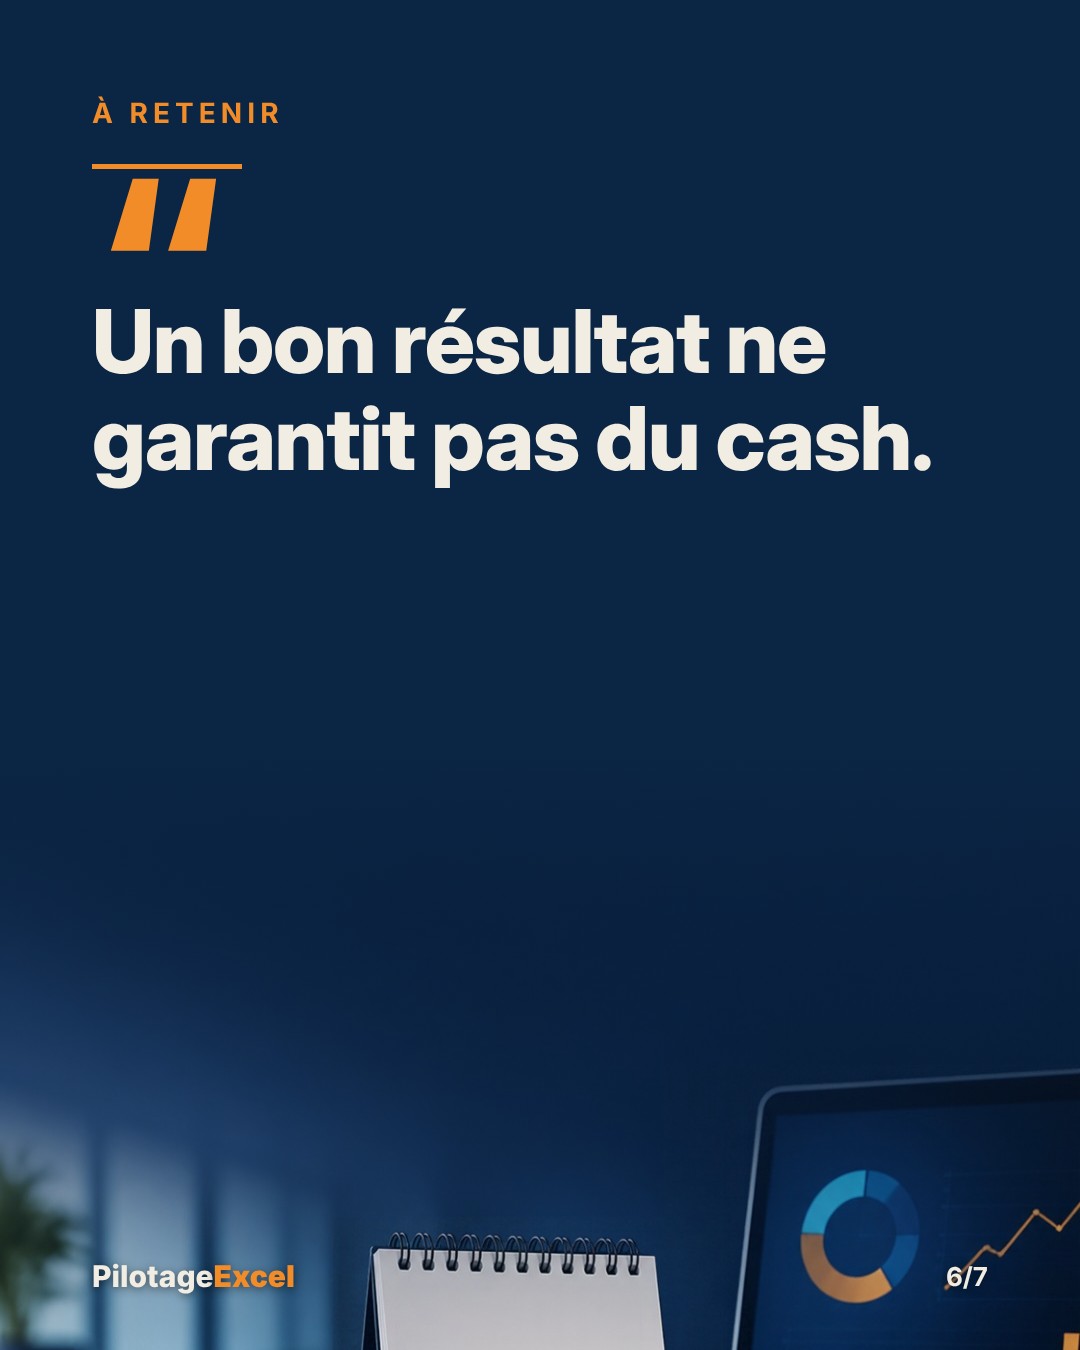 À RETENIR
"
Un bon résultat ne
garantit pas du cash.
PilotageExcel
6/7